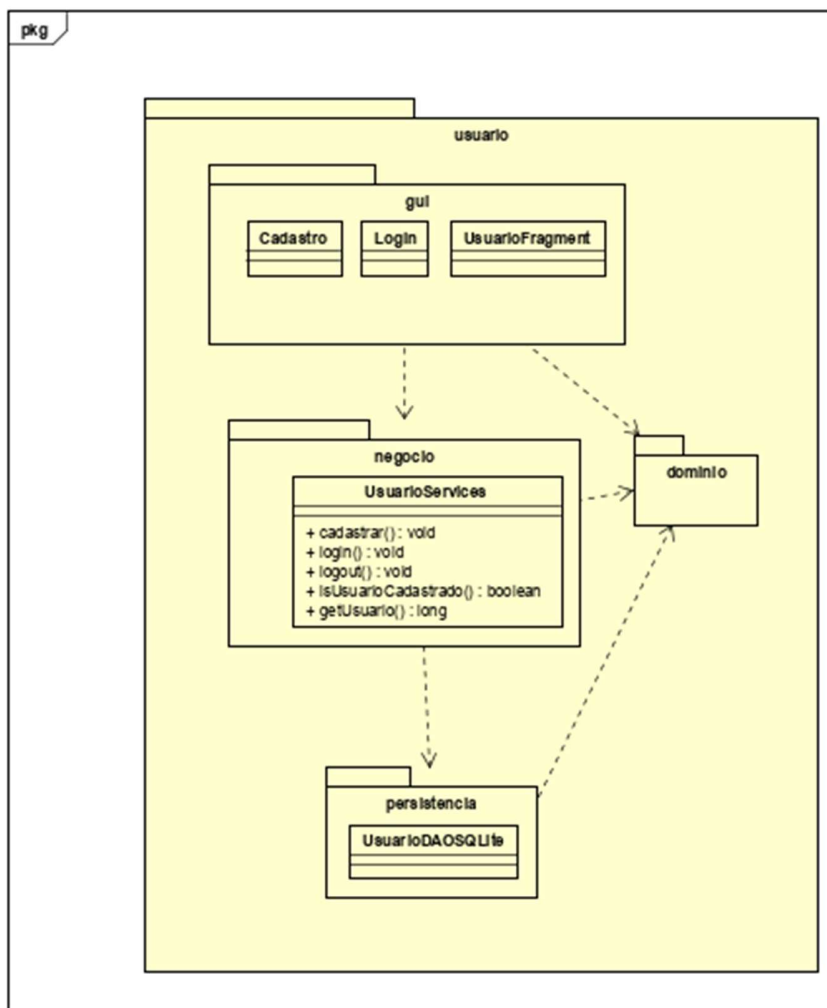 pkg
usuario
gui
Cadastro
Login
UsuarioFragment
negocio
UsuarioServices
+ cadastrar() : void
+ login() : void
+ logout() : void
+ isUsuarioCadastrado() : boolean
+ getUsuario() : long
dominio
persistencia
UsuarioDAOSQLite